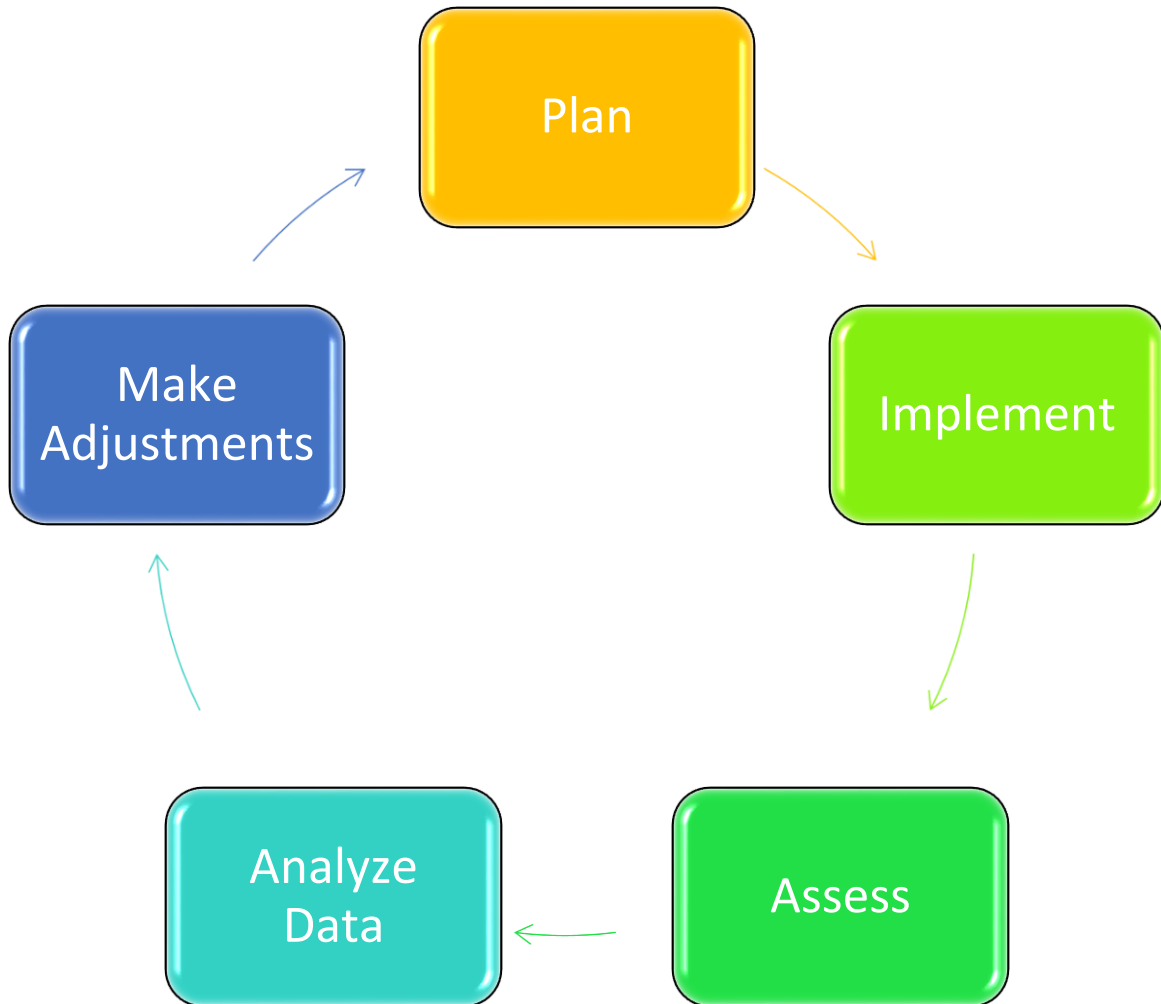 Plan
Implement
Assess
Analyze
Data
Make
Adjustments